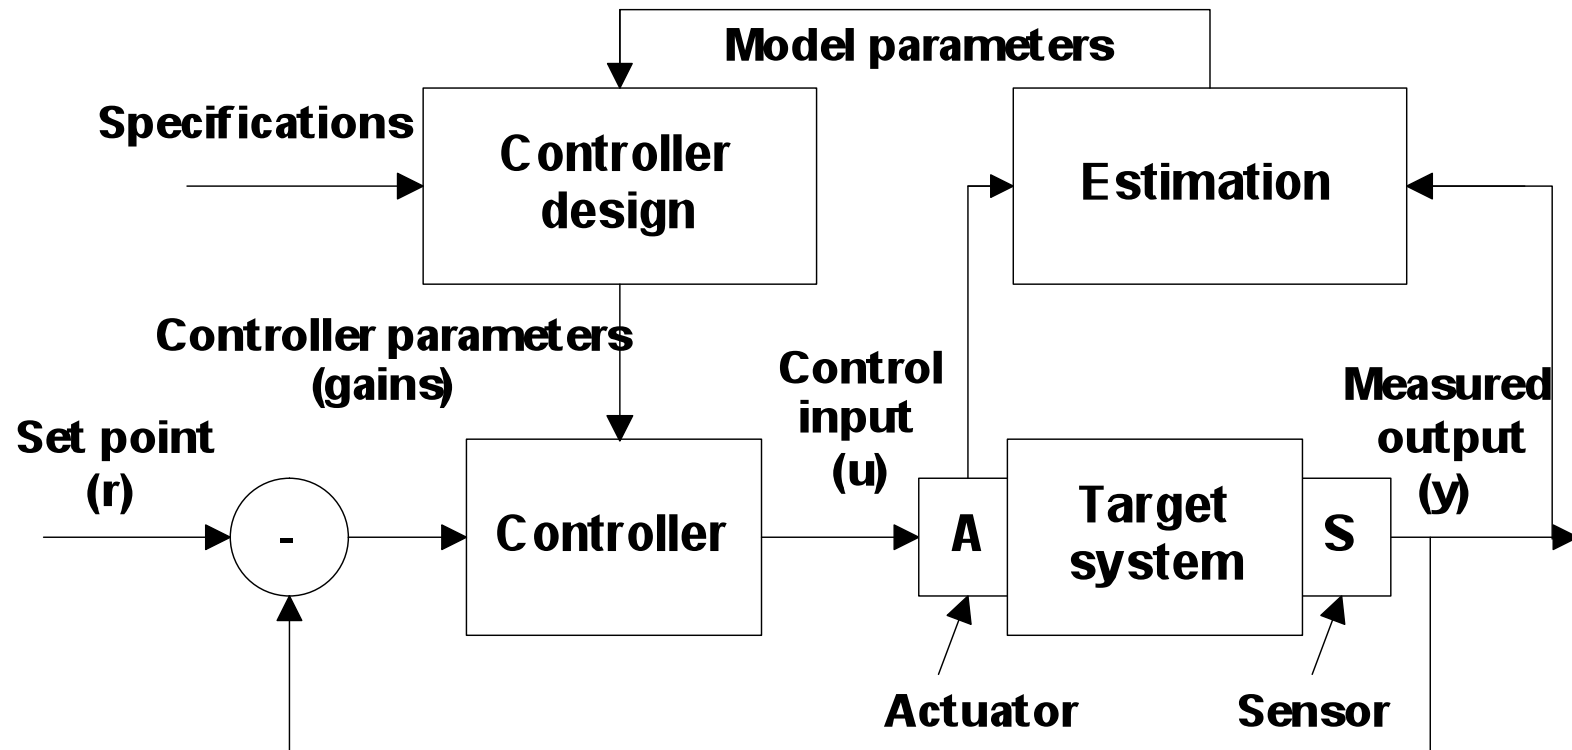 Model parameters
Specifications
Controller
design
Estimation
Controller parameters
(gains)
Control
input
(u)
Measured
output
(y)
Set point
(r)
-
Controller
A
Target
system
S
Actuator
Sensor